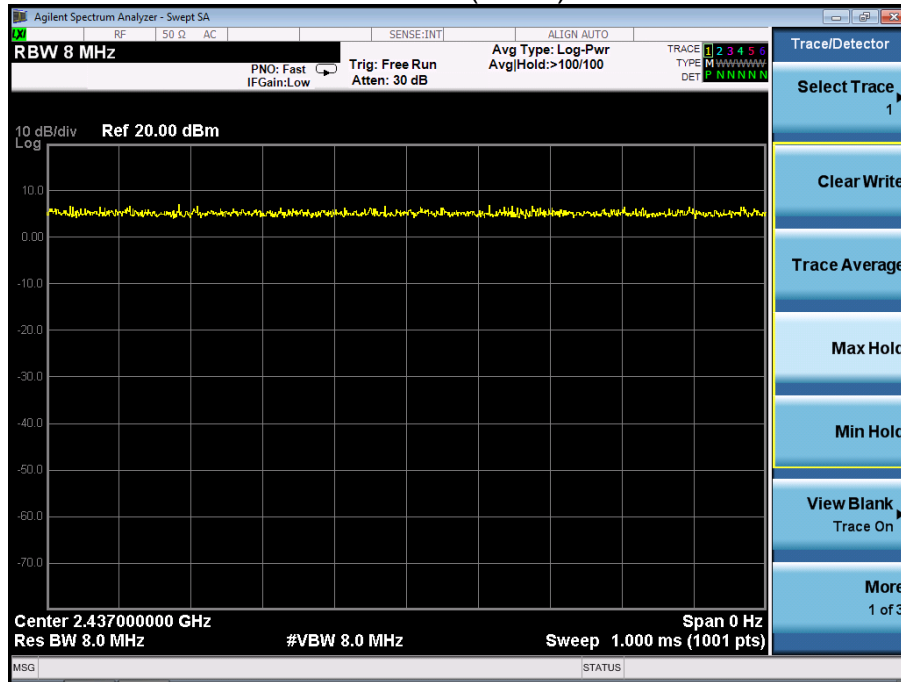 Agilent Spectrum Analyzer - Swept SA
LXI RF 50 Ω AC SENSE:INT ALIGN AUTO
RBW 8 MHz
PNO: Fast
IFGain:Low
Trig: Free Run
Atten: 30 dB
Avg Type: Log-Pwr
Avg|Hold:>100/100
TRACE 1 2 3 4 5 6
TYPE M WWWWW
DET P N N N N N
Trace/Detector
Select Trace
1
Clear Write
Trace Average
Max Hold
Min Hold
View Blank
Trace On
More
1 of 3
10 dB/div Ref 20.00 dBm
Log
10.0
0.00
-10.0
-20.0
-30.0
-40.0
-50.0
-60.0
-70.0
Center 2.437000000 GHz Span 0 Hz
Res BW 8.0 MHz #VBW 8.0 MHz Sweep 1.000 ms (1001 pts)
MSG STATUS